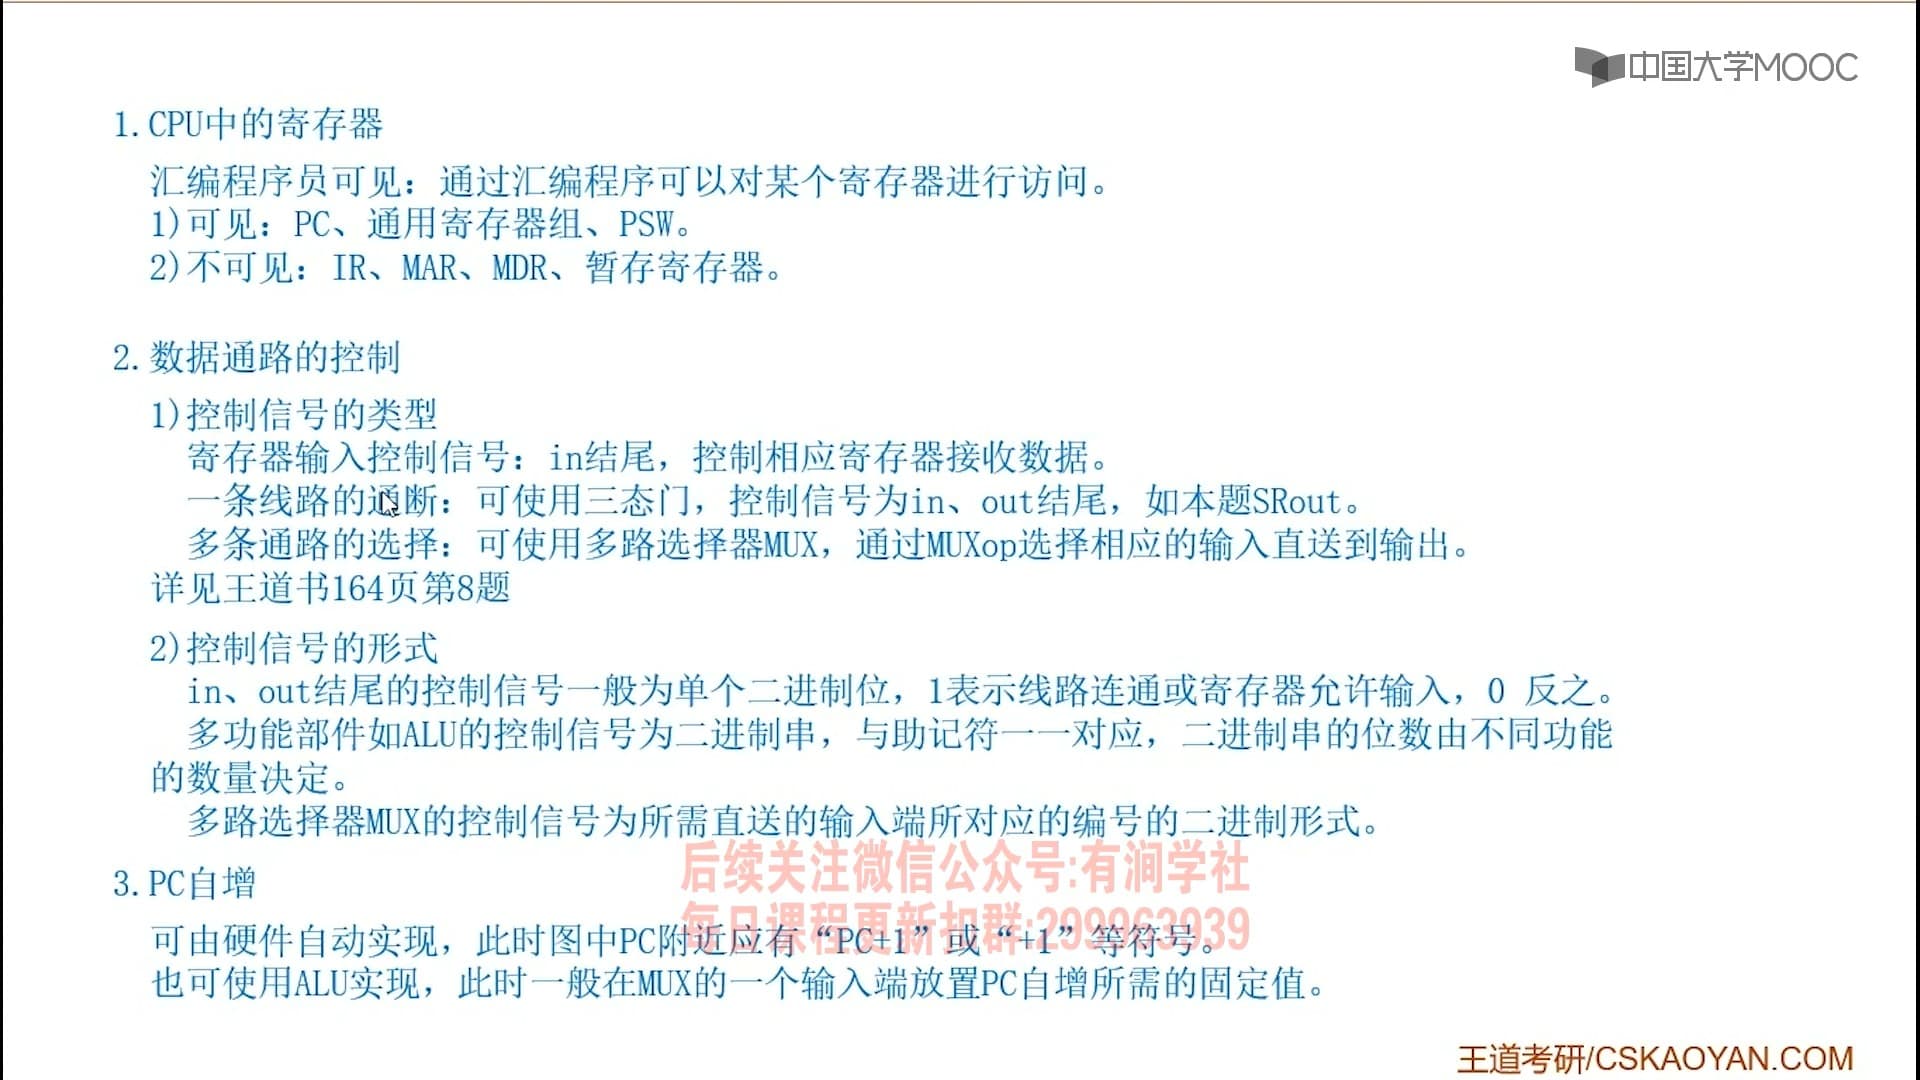 中国大学MOOC
1.CPU中的寄存器
汇编程序员可见：通过汇编程序可以对某个寄存器进行访问。
1)可见：PC、通用寄存器组、PSW。
2)不可见：IR、MAR、MDR、暂存寄存器。
2.数据通路的控制
1)控制信号的类型
寄存器输入控制信号：in结尾，控制相应寄存器接收数据。
一条线路的通断：可使用三态门，控制信号为in、out结尾，如本题SRout。
多条通路的选择：可使用多路选择器MUX，通过MUXop选择相应的输入直送到输出。
详见王道书164页第8题
2)控制信号的形式
in、out结尾的控制信号一般为单个二进制位，1表示线路连通或寄存器允许输入，0 反之。
多功能部件如ALU的控制信号为二进制串，与助记符一一对应，二进制串的位数由不同功能
的数量决定。
多路选择器MUX的控制信号为所需直送的输入端所对应的编号的二进制形式。
后续关注微信公众号:有涧学社
3.PC自增
每日课程更新扣群:299963939
可由硬件自动实现，此时图中PC附近应有“PC+1”或“+1”等符号。
也可使用ALU实现，此时一般在MUX的一个输入端放置PC自增所需的固定值。
王道考研/CSKAOYAN.COM